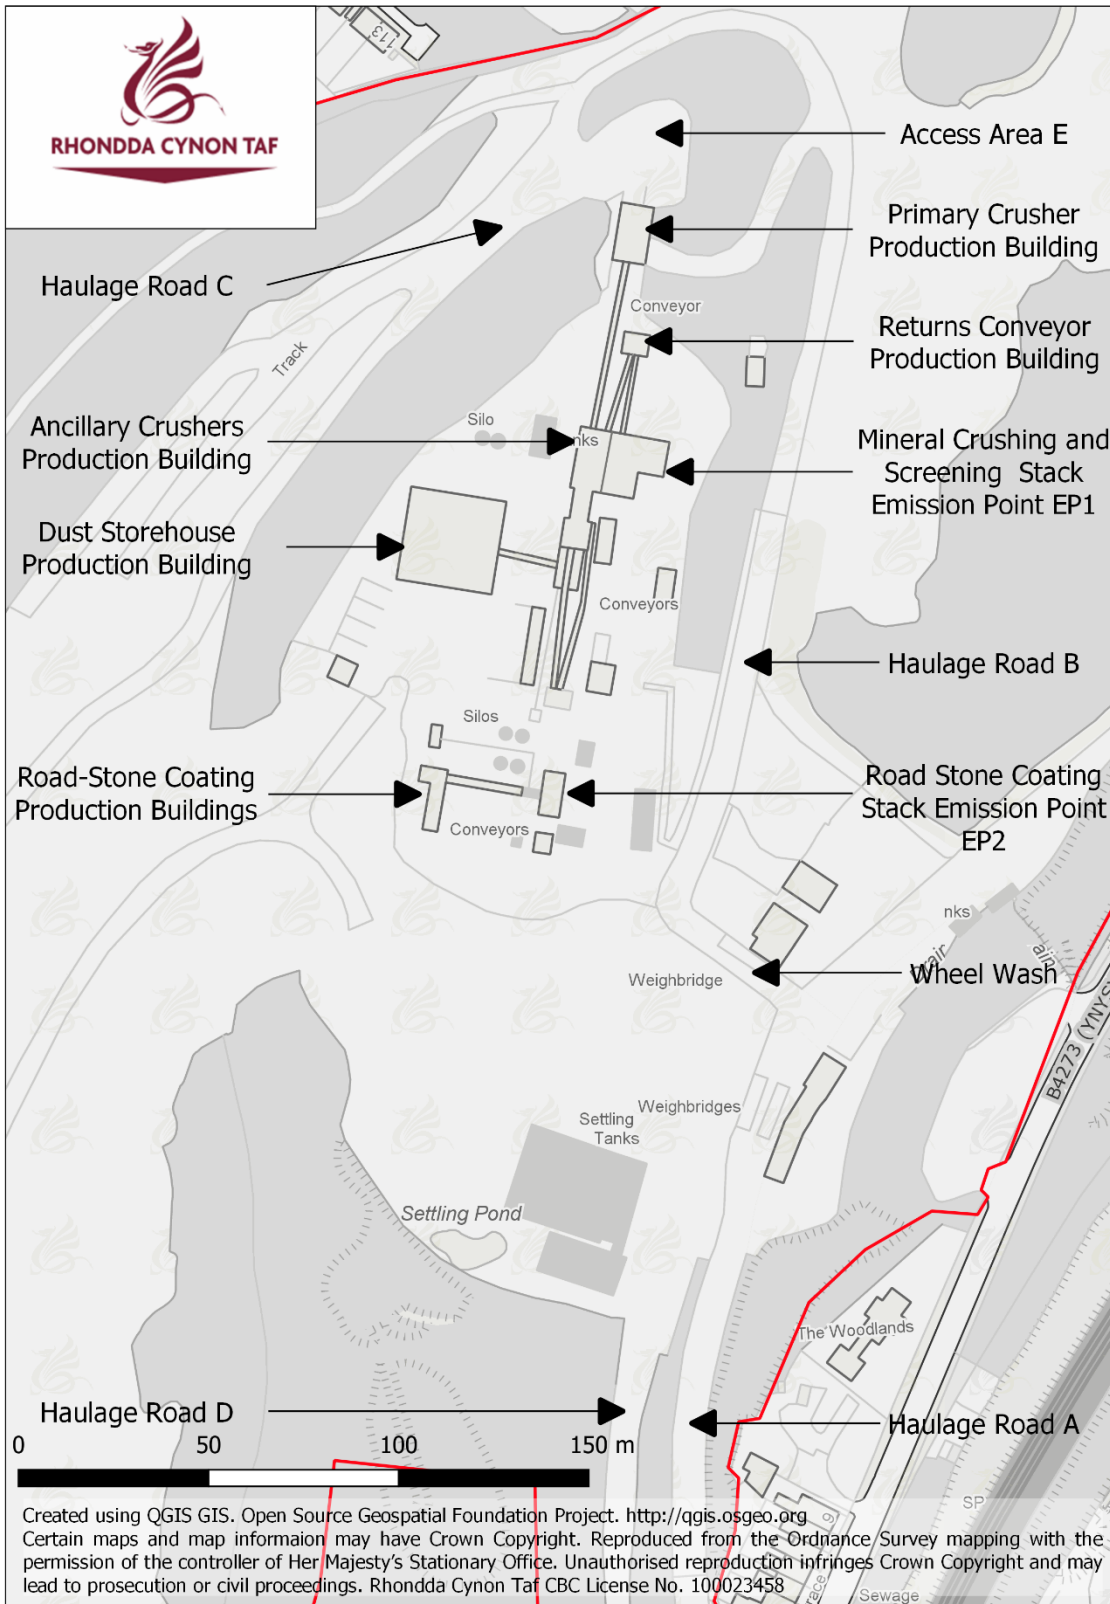 113
RHONDDA CYNON TAF
Access Area E
Primary Crusher
Production Building
Haulage Road C
Conveyor
Returns Conveyor
Production Building
Track
Silo
Ancillary Crushers
Production Building
nks
Mineral Crushing and
Screening Stack
Emission Point EP1
Dust Storehouse
Production Building
Conveyors
Haulage Road B
Silos
Road-Stone Coating
Production Buildings
Road Stone Coating
Stack Emission Point
EP2
Conveyors
nks
Weighbridge
Wheel Wash
ain
B4273 (YNYS
Weighbridges
Settling
Tanks
Settling Pond
The Woodlands
Haulage Road D
Haulage Road A
0 50 100 150 m
SP
Created using QGIS GIS. Open Source Geospatial Foundation Project. http://qgis.osgeo.org
Certain maps and map informaion may have Crown Copyright. Reproduced from the Ordnance Survey mapping with the
permission of the controller of Her Majesty's Stationary Office. Unauthorised reproduction infringes Crown Copyright and may
lead to prosecution or civil proceedings. Rhondda Cynon Taf CBC License No. 100023458
Sewage